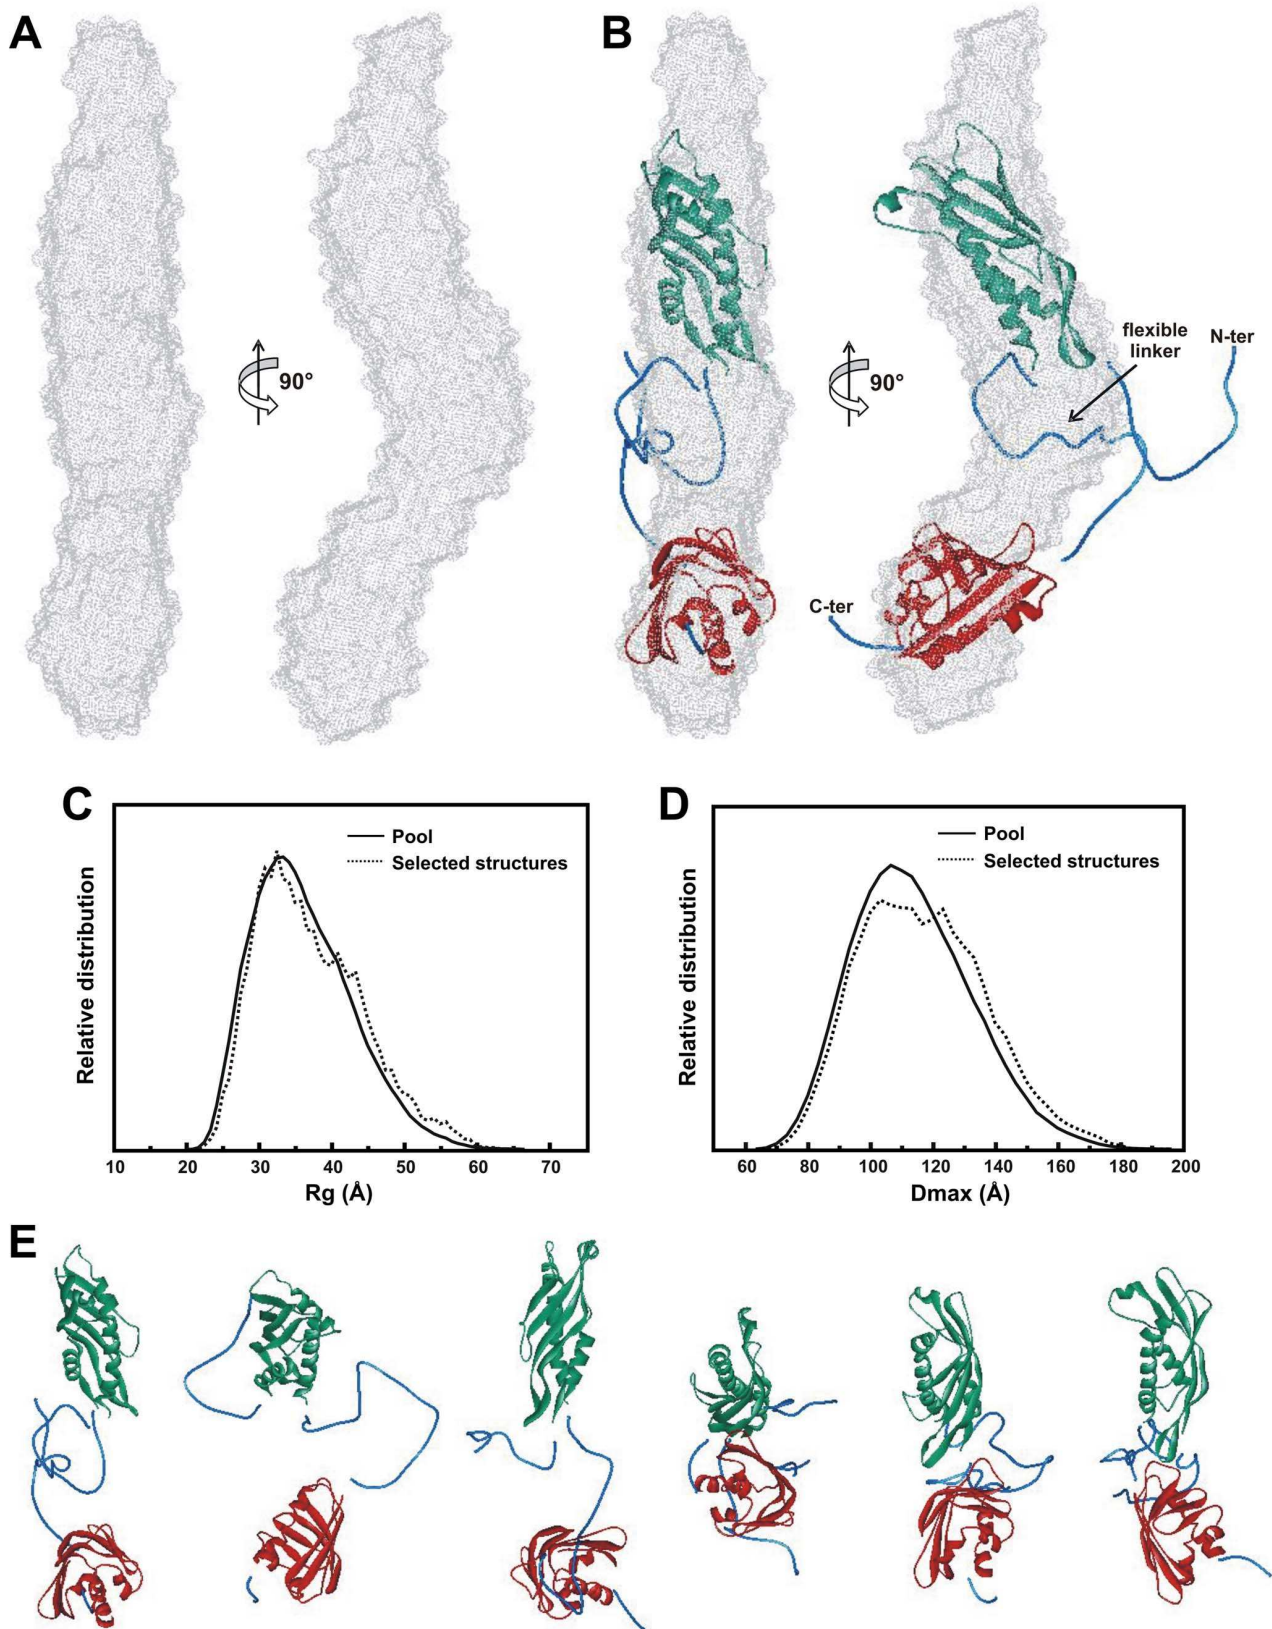 A
B
90°
90°
flexible
linker
N-ter
C-ter
C
D
Pool
Selected structures
Pool
Selected structures
Relative distribution
Relative distribution
10 20 30 40 50 60 70
60 80 100 120 140 160 180 200
Rg (Å)
Dmax (Å)
E